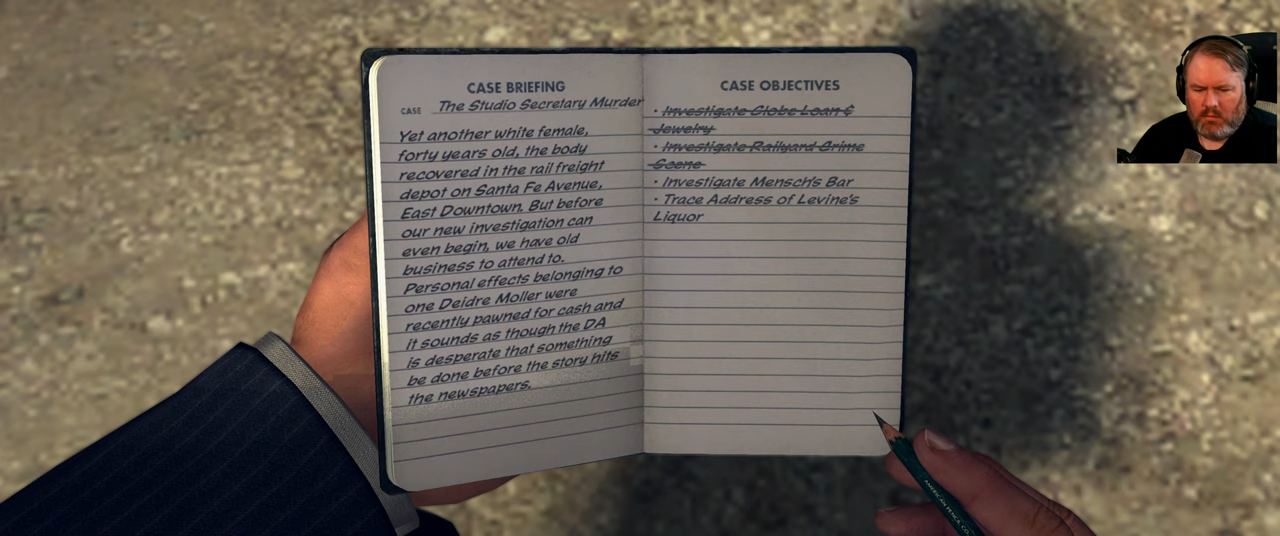 CASE BRIEFING
CASE The Studio Secretary Murder
Yet another white female,
forty years old, the body
recovered in the rail freight
depot on Santa Fe Avenue,
East Downtown. But before
our new investigation can
even begin, we have old
business to attend to.
Personal effects belonging to
one Deidre Moller were
recently pawned for cash and
it sounds as though the DA
is desperate that something
be done before the story hits
the newspapers.
CASE OBJECTIVES
· Investigate Globe Loan &
Jewelry
· Investigate Railyard Crime
Scene
· Investigate Mensch's Bar
· Trace Address of Levine's
Liquor
AMERICAN PENCIL CO.